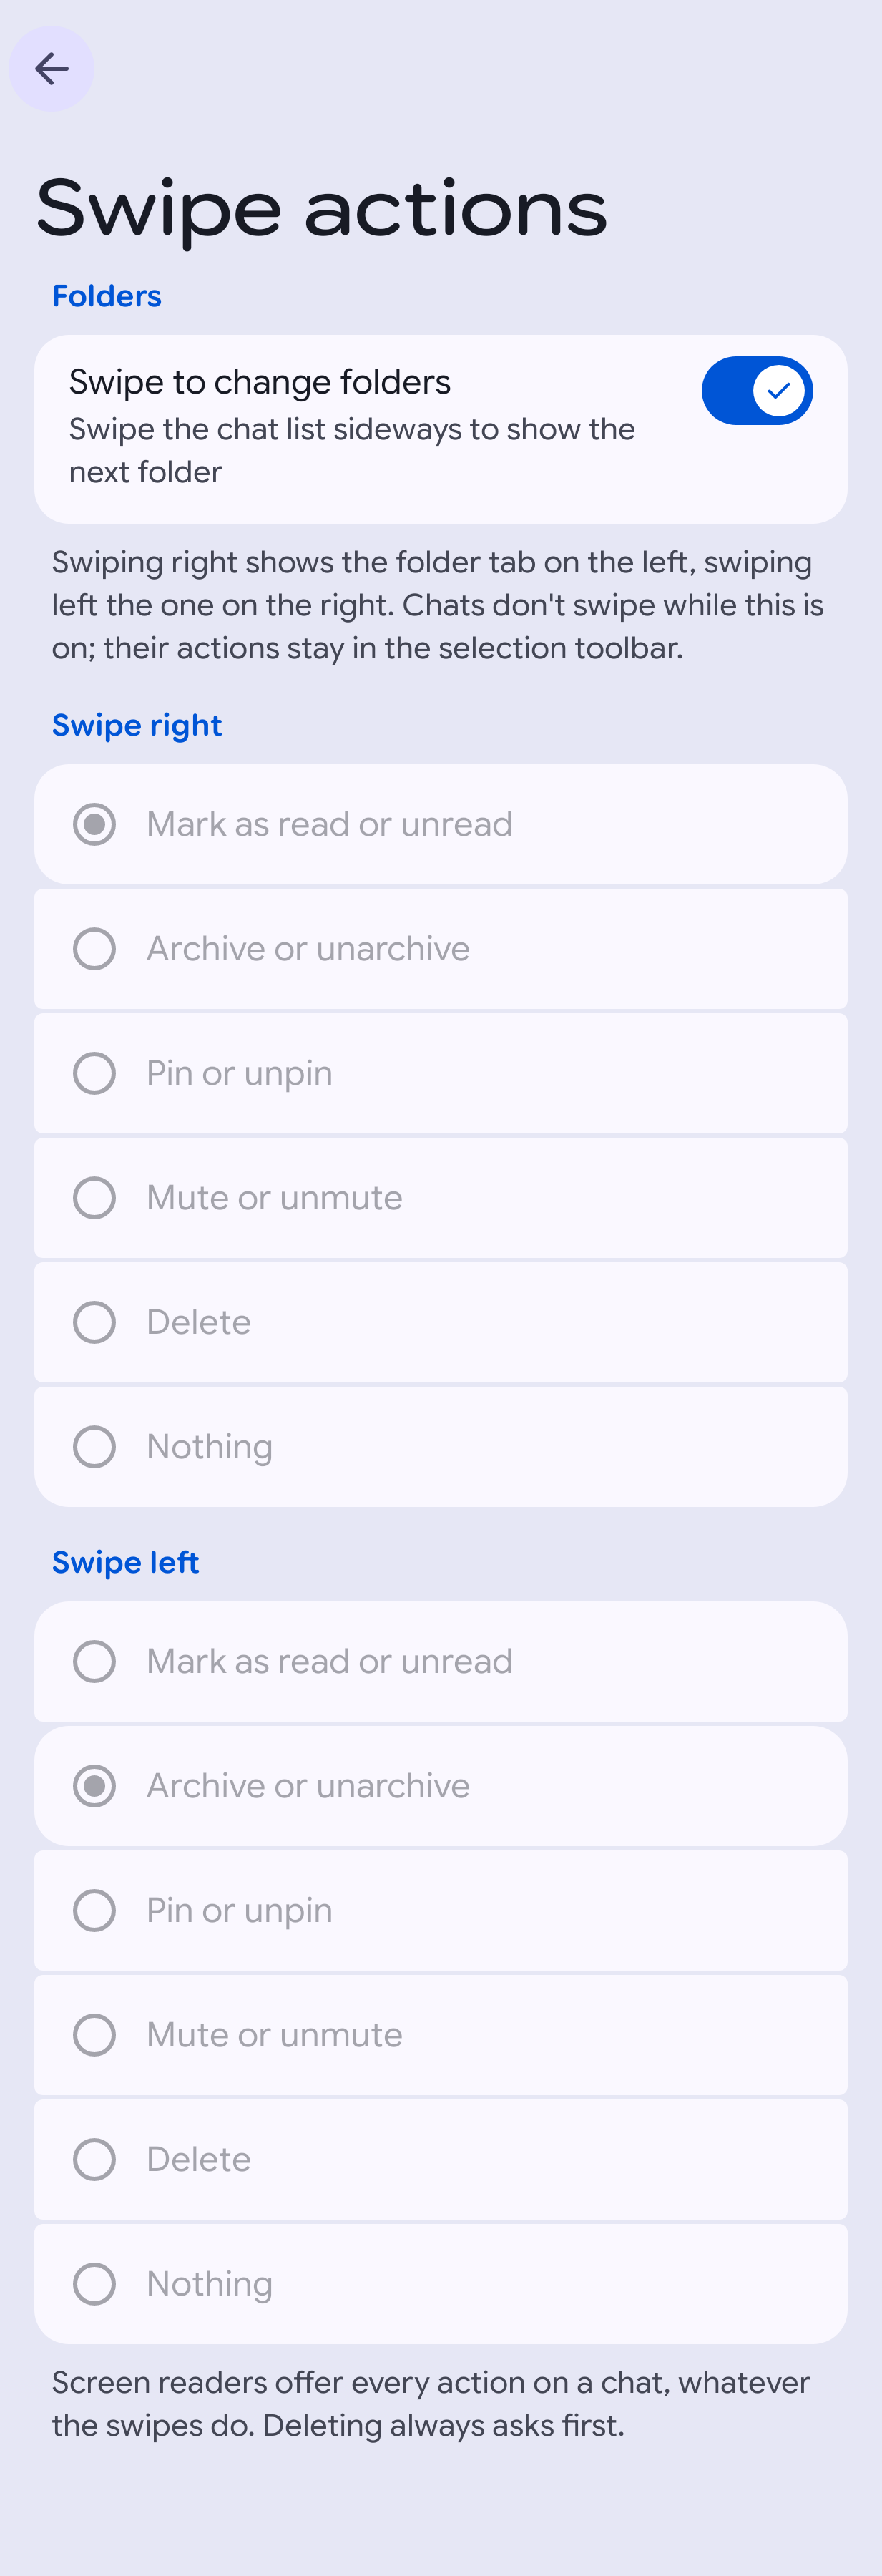 Swipe actions
Folders
Swipe to change folders
Swipe the chat list sideways to show the
next folder
Swiping right shows the folder tab on the left, swiping
left the one on the right. Chats don't swipe while this is
on; their actions stay in the selection toolbar.
Swipe right
Mark as read or unread
Archive or unarchive
Pin or unpin
Mute or unmute
Delete
Nothing
Swipe left
Mark as read or unread
Archive or unarchive
Pin or unpin
Mute or unmute
Delete
Nothing
Screen readers offer every action on a chat, whatever
the swipes do. Deleting always asks first.